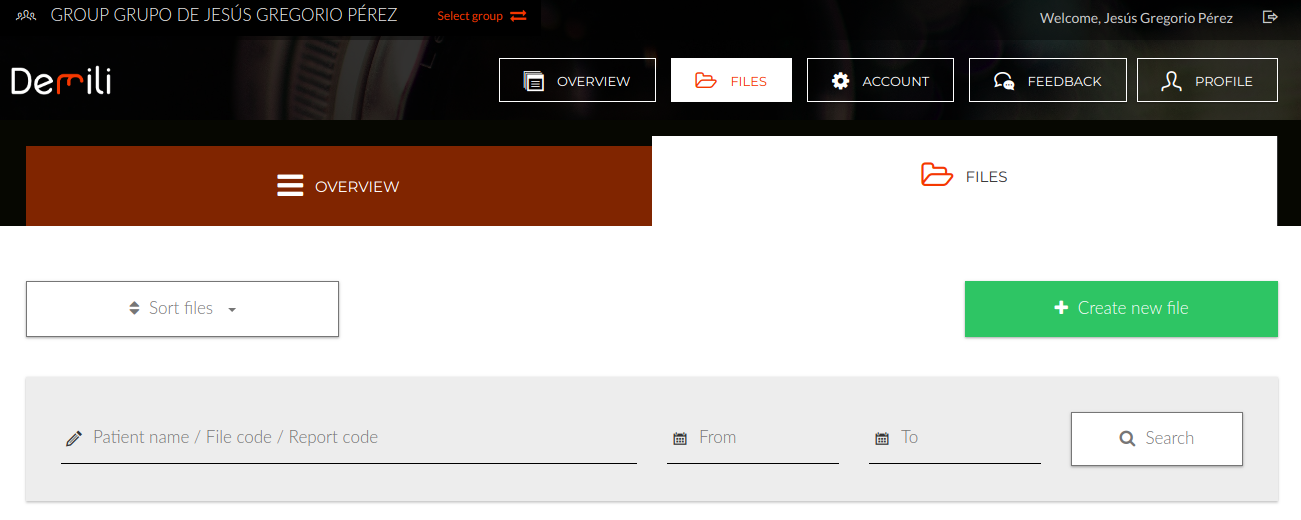 GROUP GRUPO DE JESÚS GREGORIO PÉREZ Select group Welcome, Jesús Gregorio Pérez
Demili OVERVIEW FILES ACCOUNT FEEDBACK PROFILE
OVERVIEW FILES
Sort files Create new file
Patient name / File code / Report code From To Search